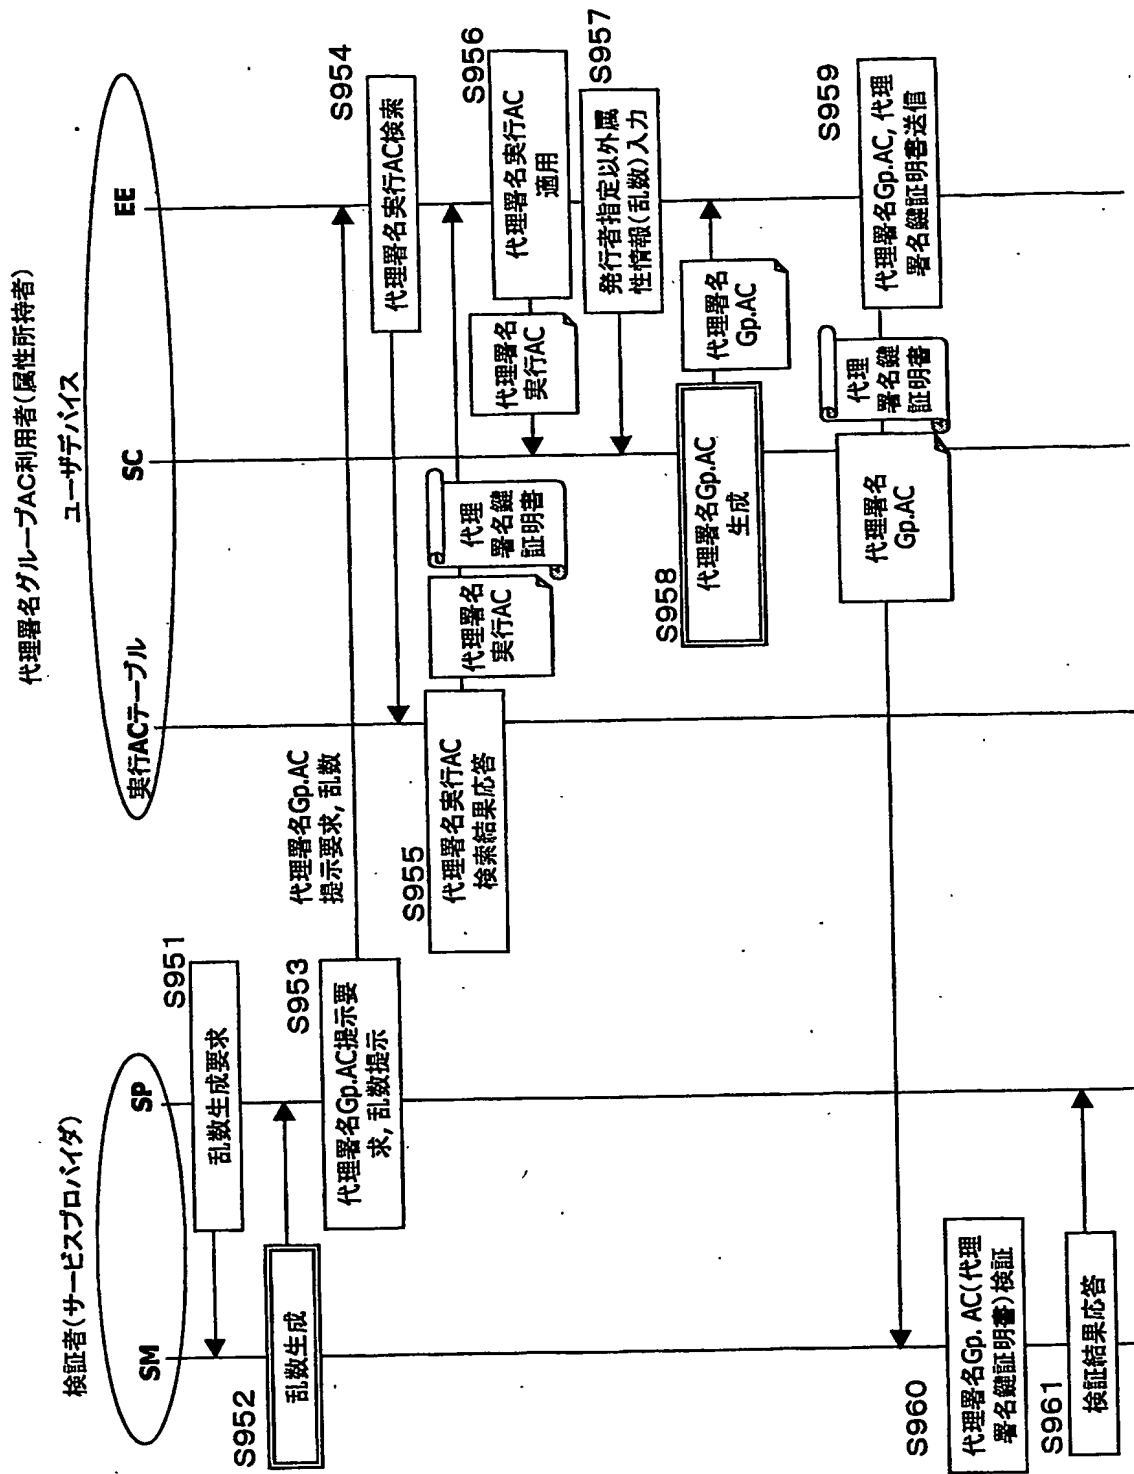 検証者(サービスプロバイダ)
SM
SP
代理署名グループAC利用者(属性所持者)
ユーザデバイス
実行ACテーブル
SC
EE
S951
乱数生成要求
S952
乱数生成
S953
代理署名Gp.AC提示要
求, 乱数提示
代理署名Gp.AC
提示要求, 乱数
S954
代理署名実行AC検索
S955
代理署名実行AC
検索結果応答
代理署名
実行AC
代理
署名鍵
証明書
S956
代理署名実行AC
適用
代理署名
実行AC
S957
発行者指定以外属
性情報(乱数)入力
S958
代理署名Gp.AC
生成
代理署名
Gp.AC
S959
代理署名Gp.AC, 代理
署名鍵証明書送信
代理
署名鍵
証明書
代理署名
Gp.AC
S960
代理署名Gp. AC(代理
署名鍵証明書)検証
S961
検証結果応答